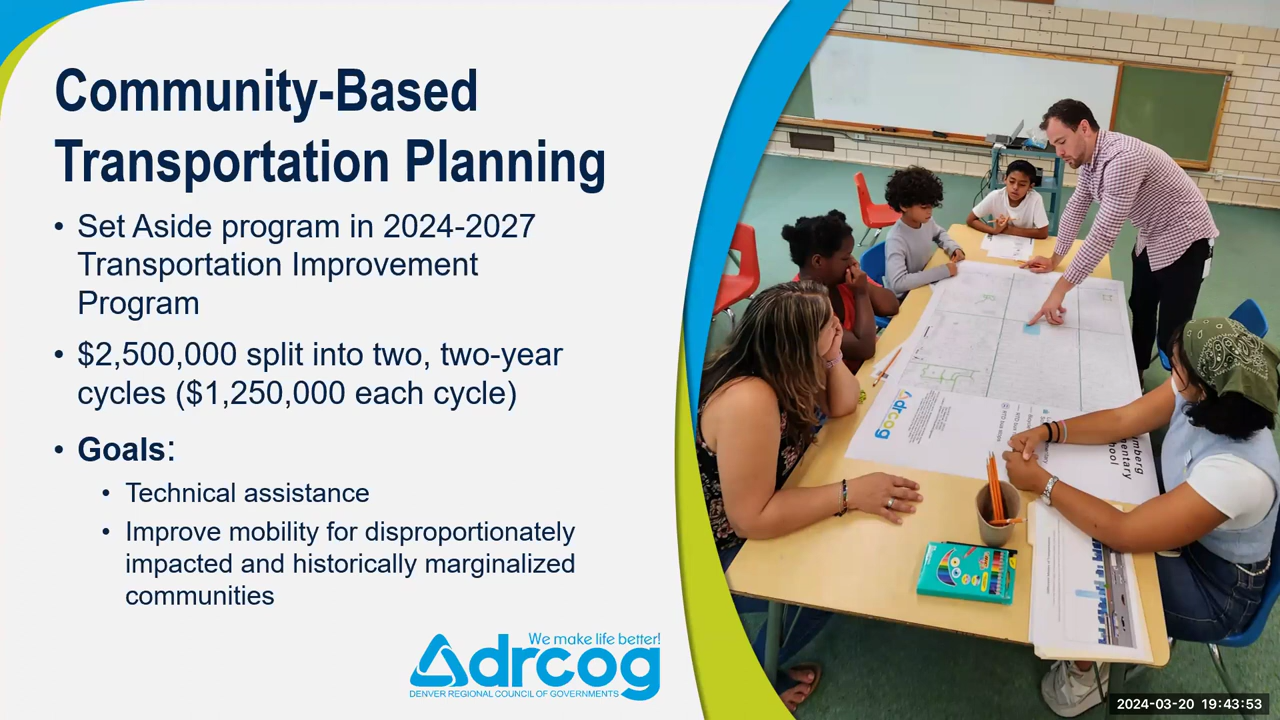 Community-Based
Transportation Planning
• Set Aside program in 2024-2027
Transportation Improvement
Program
• $2,500,000 split into two, two-year
cycles ($1,250,000 each cycle)
• Goals:
• Technical assistance
• Improve mobility for disproportionately
impacted and historically marginalized
communities
We make life better!
drcog
DENVER REGIONAL COUNCIL OF GOVERNMENTS
drcog
2024-03-20 19:43:53